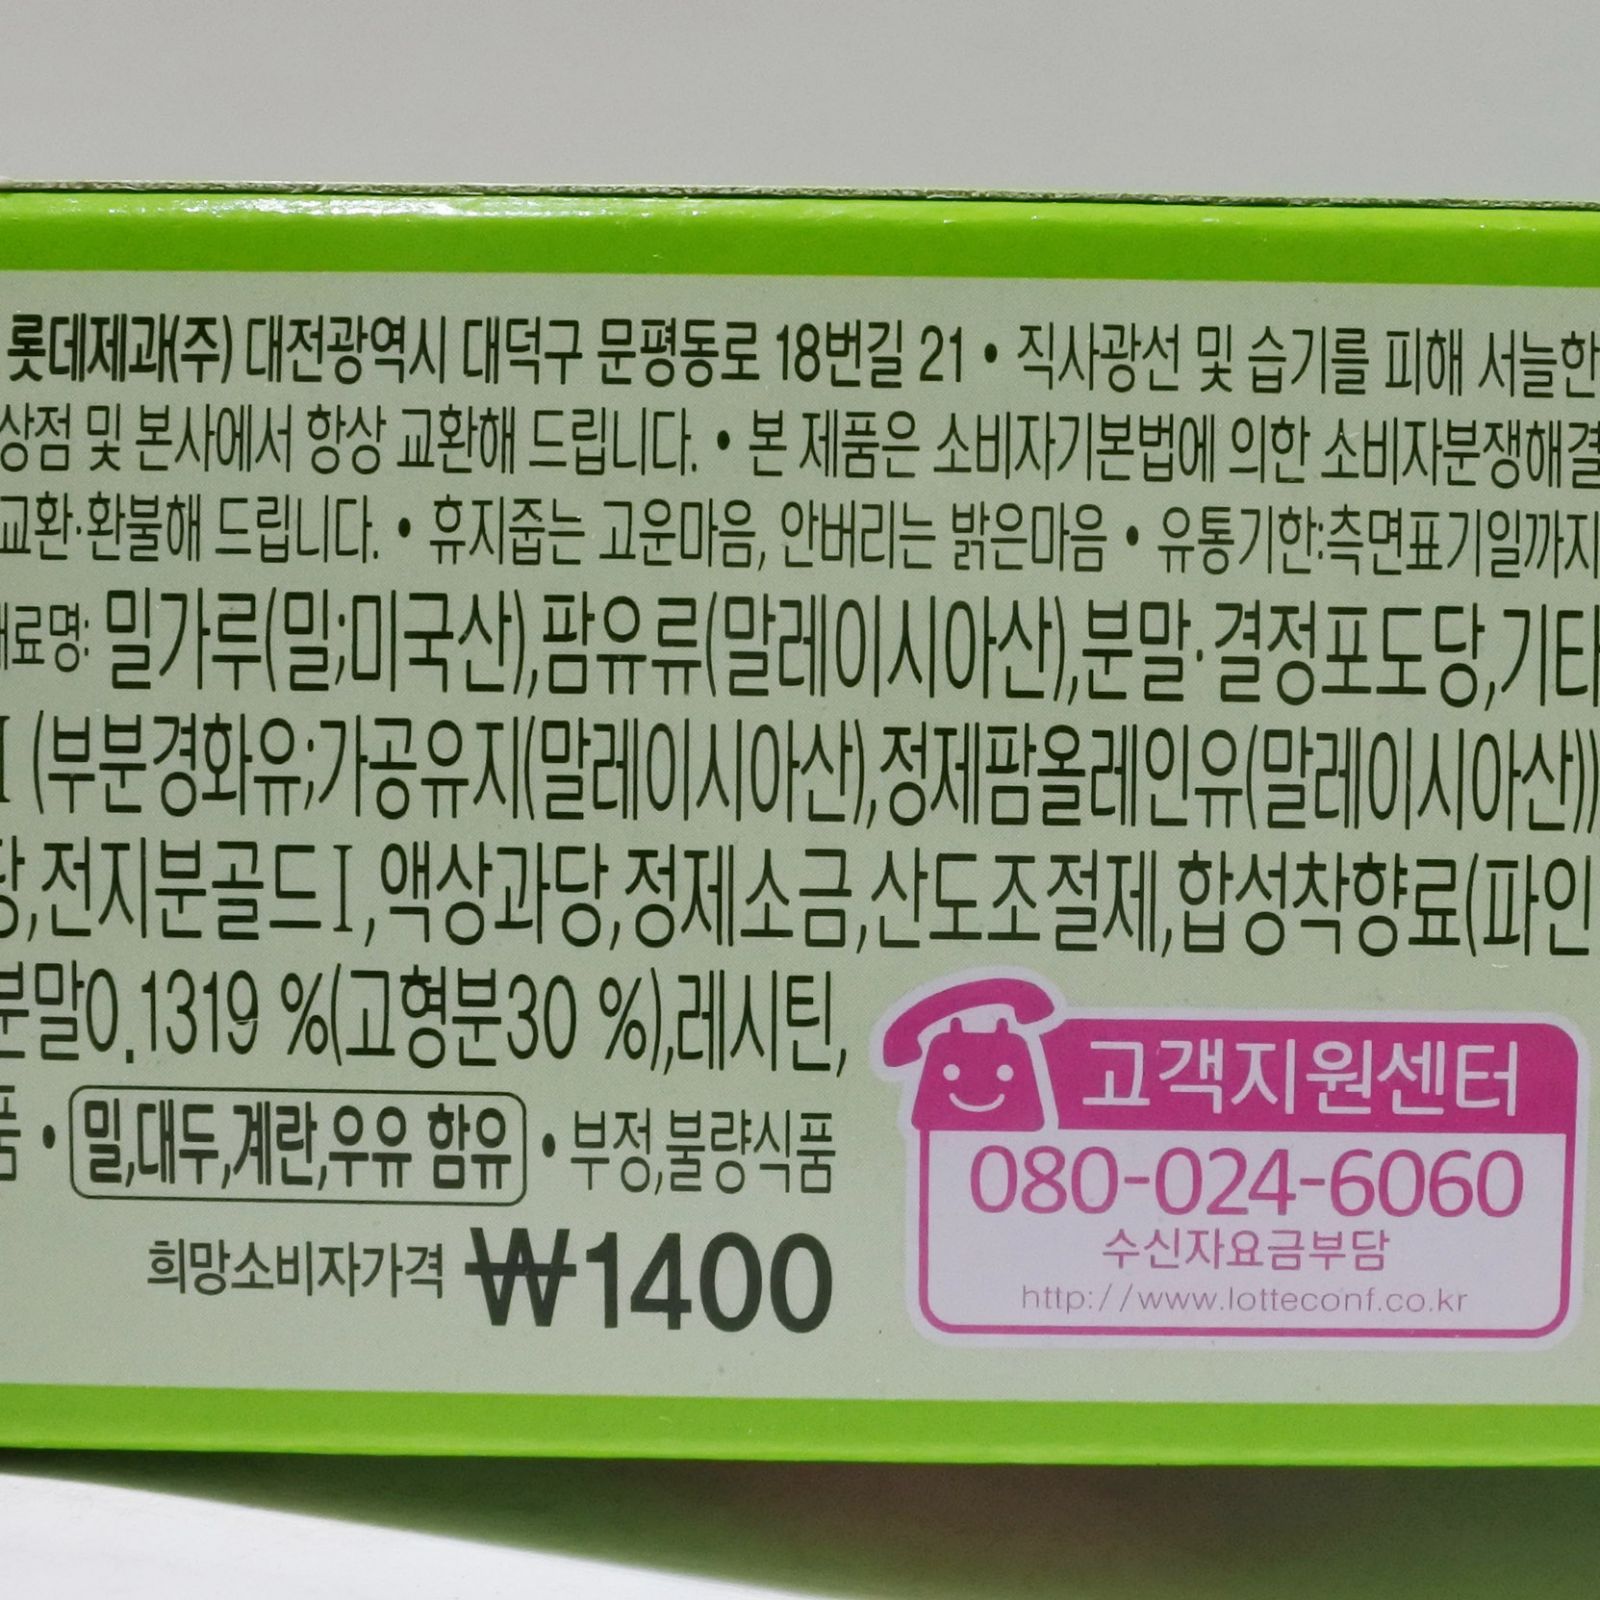 롯데제과(주) 대전광역시 대덕구 문평동로 18번길 21 • 직사광선 및 습기를 피해 서늘한
상점 및 본사에서 항상 교환해 드립니다. • 본 제품은 소비자기본법에 의한 소비자분쟁해결
교환·환불해 드립니다. • 휴지줍는 고운마음, 안버리는 밝은마음 • 유통기한:측면표기일까지
재료명: 밀가루(밀;미국산),팜유류(말레이시아산),분말·결정포도당,기타
I (부분경화유;가공유지(말레이시아산),정제팜올레인유(말레이시아산))
당,전지분골드I,액상과당,정제소금,산도조절제,합성착향료(파인
분말0.1319 %(고형분30 %),레시틴,
품 • 밀,대두,계란,우유 함유 • 부정,불량식품
희망소비자가격 ₩1400
고객지원센터
080-024-6060
수신자요금부담
http://www.lotteconf.co.kr